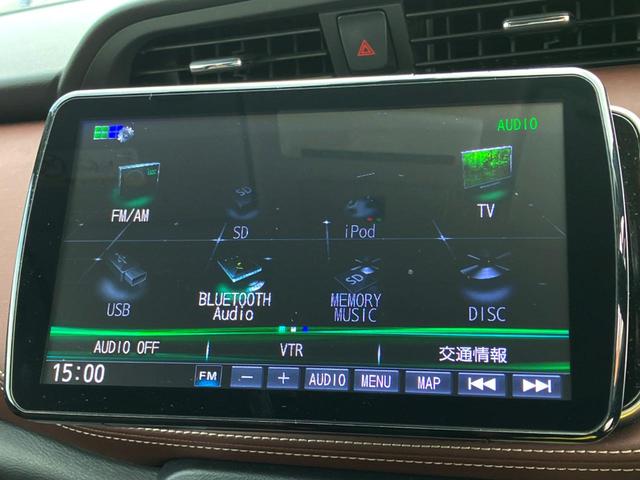 AUDIO
FM/AM
SD
iPod
TV
USB
BLUETOOTH
Audio
SD
MEMORY
MUSIC
DISC
AUDIO OFF
VTR
交通情報
15:00
FM
AUDIO
MENU
MAP